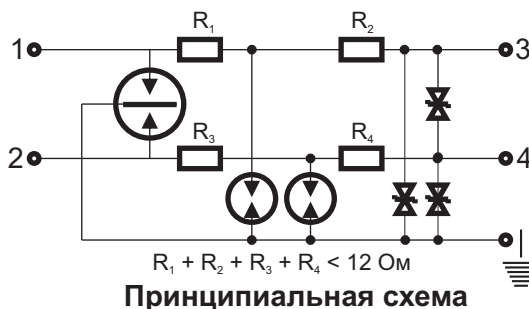 1
R₁
R₂
3
2
R₃
R₄
4
R₁ + R₂ + R₃ + R₄ < 12 Ом
Принципиальная схема